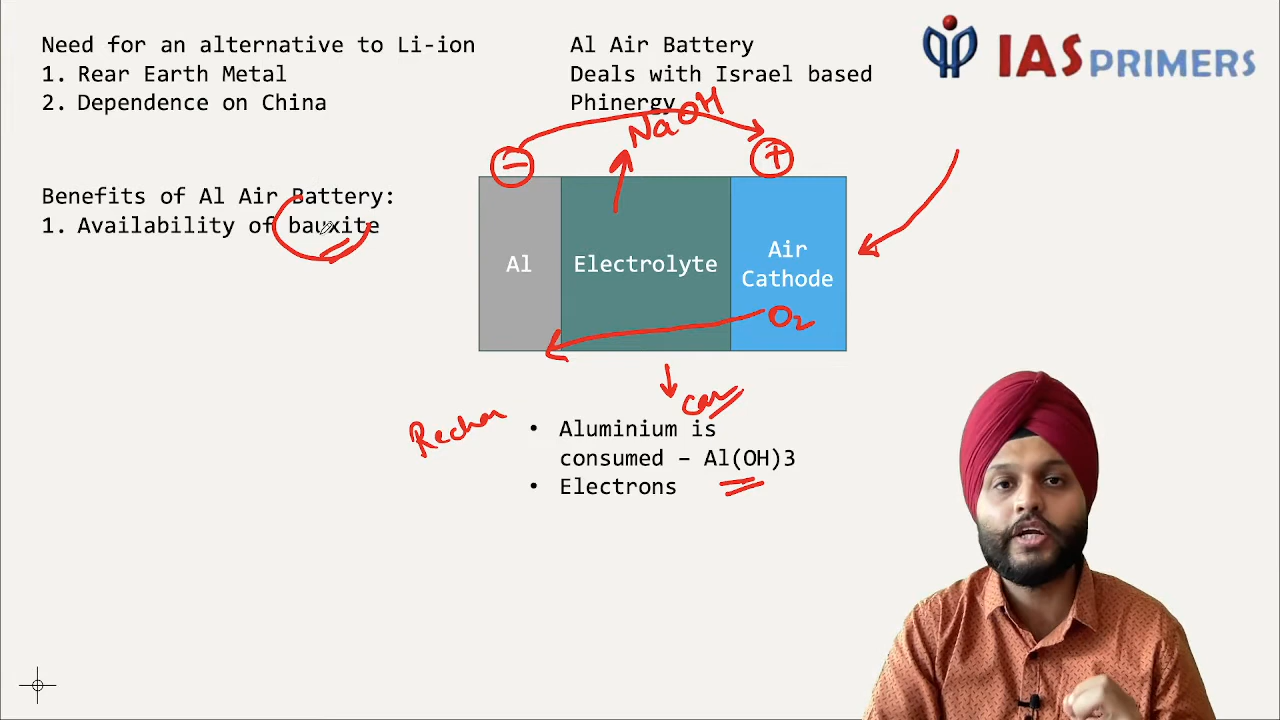 Need for an alternative to Li-ion
1. Rear Earth Metal
2. Dependence on China
Benefits of Al Air Battery:
1. Availability of bauxite
Al Air Battery
Deals with Israel based
Phinergy
IAS PRIMERS
NaOH
−
+
Al
Electrolyte
Air
Cathode
O2
Rechar
• Aluminium is
consumed – Al(OH)3
• Electrons